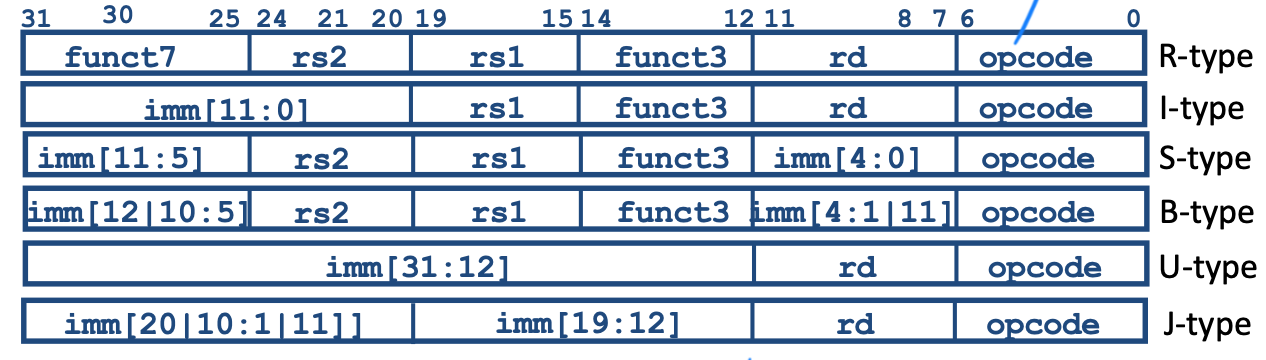 31 30 25 24 21 20 19 15 14 12 11 8 7 6 0
funct7 rs2 rs1 funct3 rd opcode R-type
imm[11:0] rs1 funct3 rd opcode I-type
imm[11:5] rs2 rs1 funct3 imm[4:0] opcode S-type
imm[12|10:5] rs2 rs1 funct3 imm[4:1|11] opcode B-type
imm[31:12] rd opcode U-type
imm[20|10:1|11]] imm[19:12] rd opcode J-type